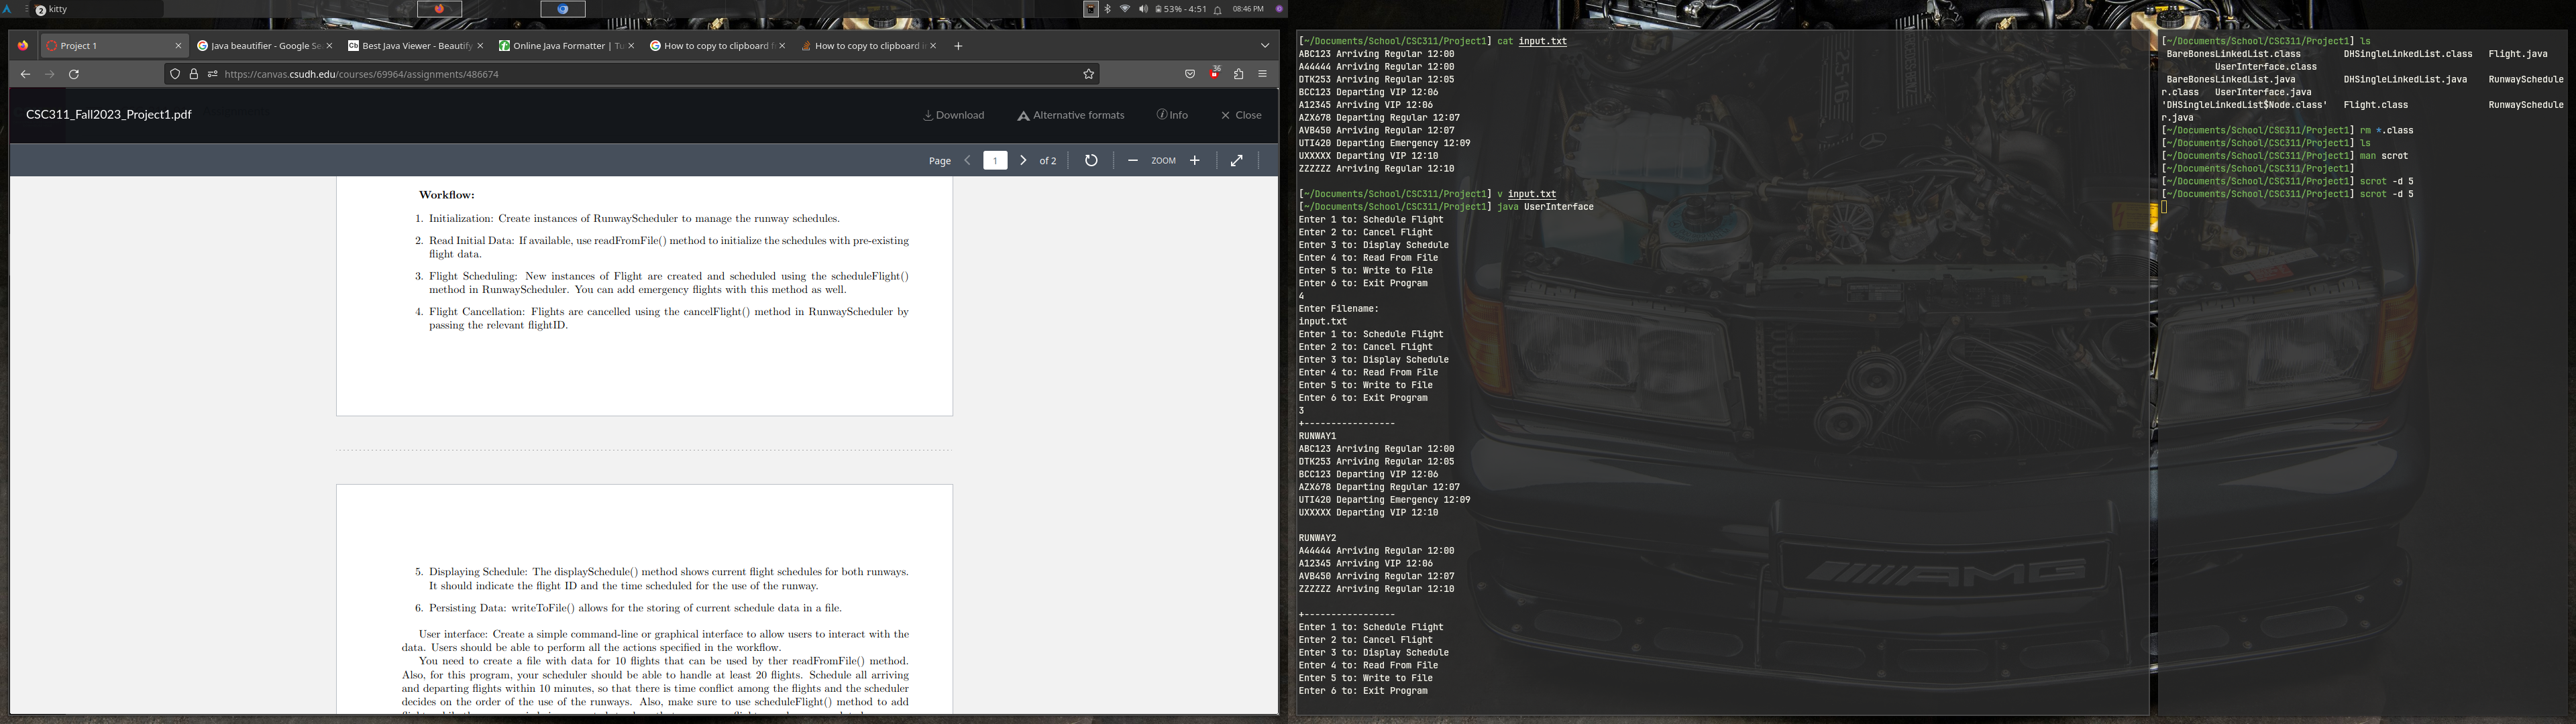 2 kitty
53% - 4:51
08:46 PM
Project 1
Java beautifier - Google Se
Cb Best Java Viewer - Beautify
Online Java Formatter | Tu
How to copy to clipboard f
How to copy to clipboard i
https://canvas.csudh.edu/courses/69964/assignments/486674
36
CSC311_Fall2023_Project1.pdf
Download
Alternative formats
Info
Close
Page 1 of 2
ZOOM
Workflow:
1. Initialization: Create instances of RunwayScheduler to manage the runway schedules.
2. Read Initial Data: If available, use readFromFile() method to initialize the schedules with pre-existing
flight data.
3. Flight Scheduling: New instances of Flight are created and scheduled using the scheduleFlight()
method in RunwayScheduler. You can add emergency flights with this method as well.
4. Flight Cancellation: Flights are cancelled using the cancelFlight() method in RunwayScheduler by
passing the relevant flightID.
5. Displaying Schedule: The displaySchedule() method shows current flight schedules for both runways.
It should indicate the flight ID and the time scheduled for the use of the runway.
6. Persisting Data: writeToFile() allows for the storing of current schedule data in a file.
User interface: Create a simple command-line or graphical interface to allow users to interact with the
data. Users should be able to perform all the actions specified in the workflow.
You need to create a file with data for 10 flights that can be used by ther readFromFile() method.
Also, for this program, your scheduler should be able to handle at least 20 flights. Schedule all arriving
and departing flights within 10 minutes, so that there is time conflict among the flights and the scheduler
decides on the order of the use of the runways. Also, make sure to use scheduleFlight() method to add
[~/Documents/School/CSC311/Project1] cat input.txt
ABC123 Arriving Regular 12:00
A44444 Arriving Regular 12:00
DTK253 Arriving Regular 12:05
BCC123 Departing VIP 12:06
A12345 Arriving VIP 12:06
AZX678 Departing Regular 12:07
AVB450 Arriving Regular 12:07
UTI420 Departing Emergency 12:09
UXXXXX Departing VIP 12:10
ZZZZZZ Arriving Regular 12:10
[~/Documents/School/CSC311/Project1] v input.txt
[~/Documents/School/CSC311/Project1] java UserInterface
Enter 1 to: Schedule Flight
Enter 2 to: Cancel Flight
Enter 3 to: Display Schedule
Enter 4 to: Read From File
Enter 5 to: Write to File
Enter 6 to: Exit Program
4
Enter Filename:
input.txt
Enter 1 to: Schedule Flight
Enter 2 to: Cancel Flight
Enter 3 to: Display Schedule
Enter 4 to: Read From File
Enter 5 to: Write to File
Enter 6 to: Exit Program
3
+-----------------
RUNWAY1
ABC123 Arriving Regular 12:00
DTK253 Arriving Regular 12:05
BCC123 Departing VIP 12:06
AZX678 Departing Regular 12:07
UTI420 Departing Emergency 12:09
UXXXXX Departing VIP 12:10
RUNWAY2
A44444 Arriving Regular 12:00
A12345 Arriving VIP 12:06
AVB450 Arriving Regular 12:07
ZZZZZZ Arriving Regular 12:10
+-----------------
Enter 1 to: Schedule Flight
Enter 2 to: Cancel Flight
Enter 3 to: Display Schedule
Enter 4 to: Read From File
Enter 5 to: Write to File
Enter 6 to: Exit Program
AMG
[~/Documents/School/CSC311/Project1] ls
BareBonesLinkedList.class DHSingleLinkedList.class Flight.java
UserInterface.class
BareBonesLinkedList.java DHSingleLinkedList.java RunwaySchedule
r.class UserInterface.java
'DHSingleLinkedList$Node.class' Flight.class RunwaySchedule
r.java
[~/Documents/School/CSC311/Project1] rm *.class
[~/Documents/School/CSC311/Project1] ls
[~/Documents/School/CSC311/Project1] man scrot
[~/Documents/School/CSC311/Project1]
[~/Documents/School/CSC311/Project1] scrot -d 5
[~/Documents/School/CSC311/Project1] scrot -d 5